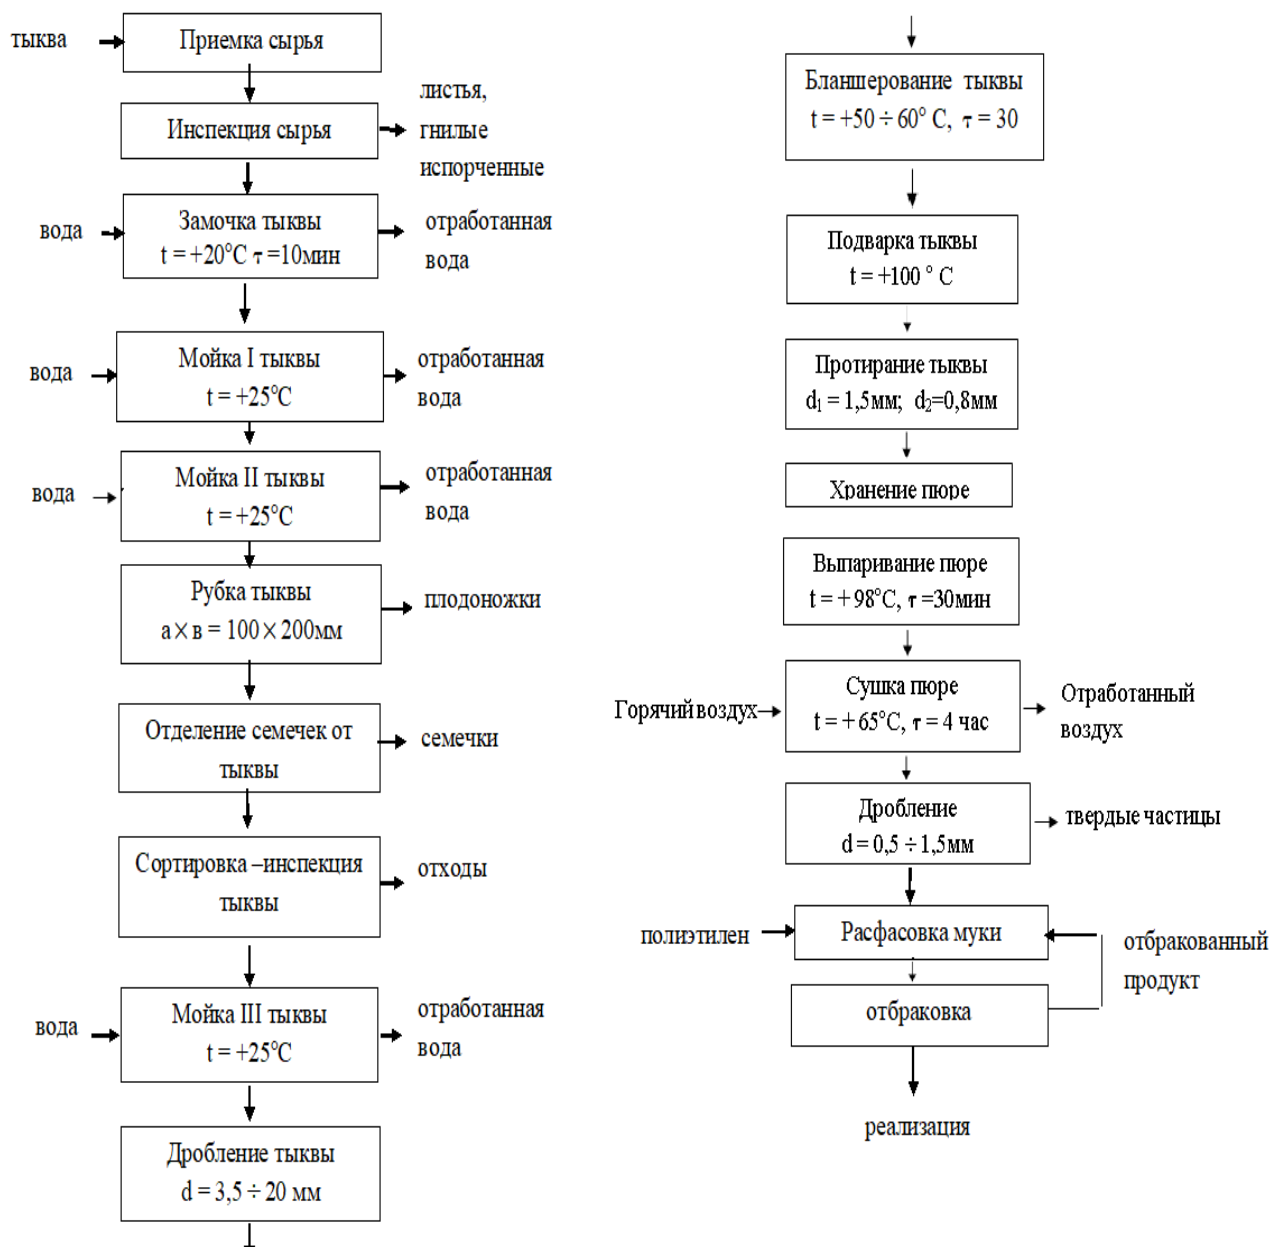 тыква
Приемка сырья
Инспекция сырья
листья,
гнилые
испорченные
вода
Замочка тыквы
t = +20°C τ =10мин
отработанная
вода
вода
Мойка I тыквы
t = +25°C
отработанная
вода
вода
Мойка II тыквы
t = +25°C
отработанная
вода
Рубка тыквы
а × в = 100 × 200мм
плодоножки
Отделение семечек от
тыквы
семечки
Сортировка –инспекция
тыквы
отходы
вода
Мойка III тыквы
t = +25°C
отработанная
вода
Дробление тыквы
d = 3,5 ÷ 20 мм
Бланшерование тыквы
t = +50 ÷ 60° C, τ = 30
Подварка тыквы
t = +100 ° C
Протирание тыквы
d₁ = 1,5мм; d₂=0,8мм
Хранение пюре
Выпаривание пюре
t = + 98°C, τ =30мин
Горячий воздух
Сушка пюре
t = + 65°C, τ = 4 час
Отработанный
воздух
Дробление
d = 0,5 ÷ 1,5мм
твердые частицы
полиэтилен
Расфасовка муки
отбракованный
продукт
отбраковка
реализация